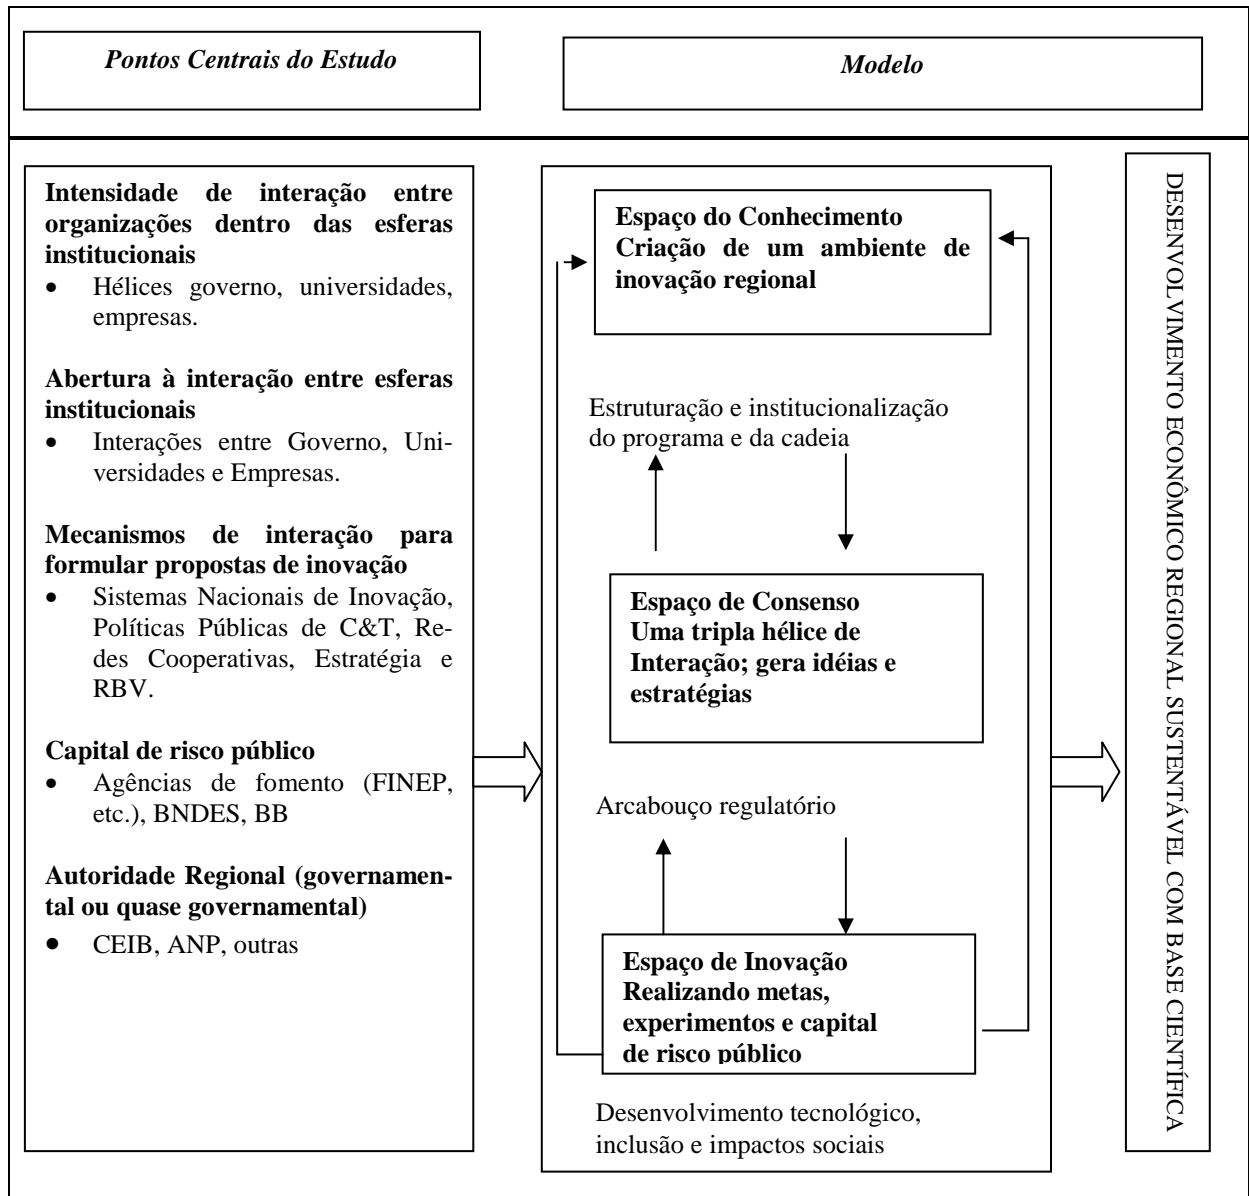 Pontos Centrais do Estudo
Modelo
Intensidade de interação entre
organizações dentro das esferas
institucionais
• Hélices governo, universidades,
empresas.
Abertura à interação entre esferas
institucionais
• Interações entre Governo, Uni-
versidades e Empresas.
Mecanismos de interação para
formular propostas de inovação
• Sistemas Nacionais de Inovação,
Políticas Públicas de C&T, Re-
des Cooperativas, Estratégia e
RBV.
Capital de risco público
• Agências de fomento (FINEP,
etc.), BNDES, BB
Autoridade Regional (governamen-
tal ou quase governamental)
• CEIB, ANP, outras
Espaço do Conhecimento
Criação de um ambiente de
inovação regional
Estruturação e institucionalização
do programa e da cadeia
Espaço de Consenso
Uma tripla hélice de
Interação; gera idéias e
estratégias
Arcabouço regulatório
Espaço de Inovação
Realizando metas,
experimentos e capital
de risco público
Desenvolvimento tecnológico,
inclusão e impactos sociais
DESENVOLVIMENTO ECONÔMICO REGIONAL SUSTENTÁVEL COM BASE CIENTÍFICA